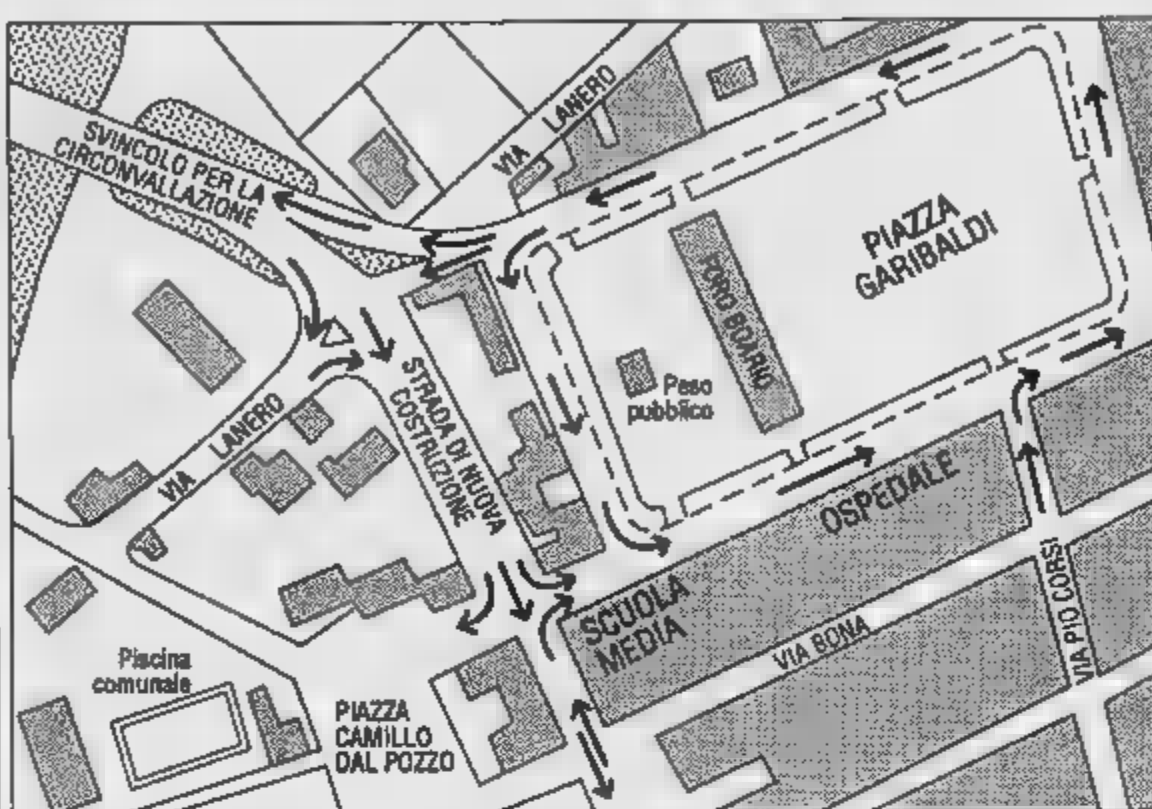 SVINCOLO PER LA
CIRCONVALLAZIONE
VIA LANERO
PIAZZA
GARIBALDI
FORO BOARIO
Peso
pubblico
STRADA DI NUOVA
COSTRUZIONE
VIA LANERO
OSPEDALE
SCUOLA
MEDIA
VIA BONA
VIA PIO CORSI
Piscina
comunale
PIAZZA
CAMILLO
DAL POZZO